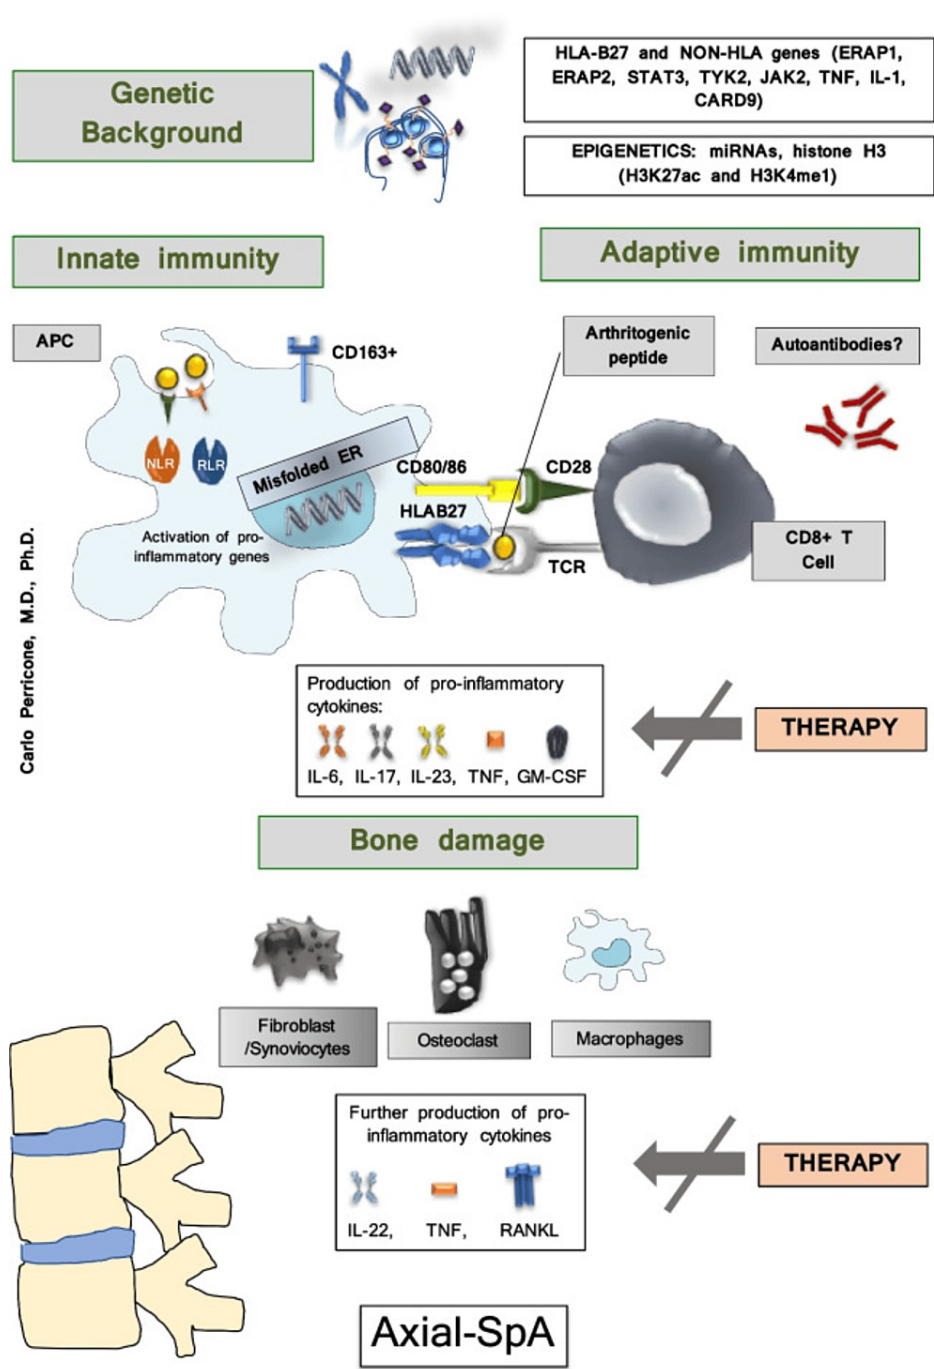 Genetic
Background
HLA-B27 and NON-HLA genes (ERAP1,
ERAP2, STAT3, TYK2, JAK2, TNF, IL-1,
CARD9)
EPIGENETICS: miRNAs, histone H3
(H3K27ac and H3K4me1)
Innate immunity
Adaptive immunity
APC
CD163+
Arthritogenic
peptide
Autoantibodies?
NLR
RLR
Misfolded ER
CD80/86
CD28
HLAB27
Activation of pro-
inflammatory genes
TCR
CD8+ T
Cell
Carlo Perricone, M.D., Ph.D.
Production of pro-inflammatory
cytokines:
IL-6, IL-17, IL-23, TNF, GM-CSF
THERAPY
Bone damage
Fibroblast
/Synoviocytes
Osteoclast
Macrophages
Further production of pro-
inflammatory cytokines
IL-22, TNF, RANKL
THERAPY
Axial-SpA